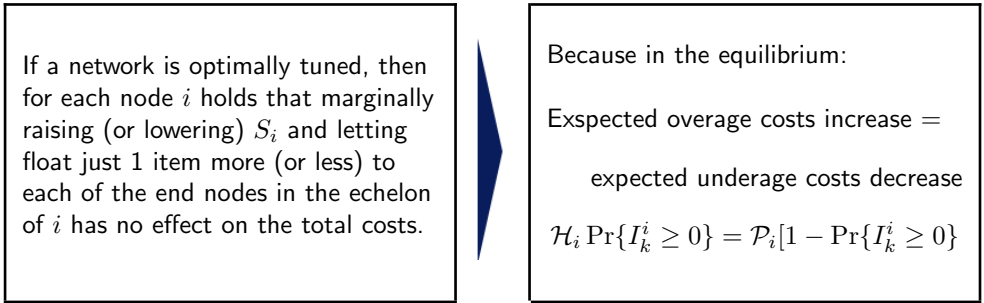 If a network is optimally tuned, then
for each node i holds that marginally
raising (or lowering) S_i and letting
float just 1 item more (or less) to
each of the end nodes in the echelon
of i has no effect on the total costs.
Because in the equilibrium:
Exspected overage costs increase =
expected underage costs decrease
ℋ_i Pr{I_k^i ≥ 0} = 𝒫_i[1 − Pr{I_k^i ≥ 0}